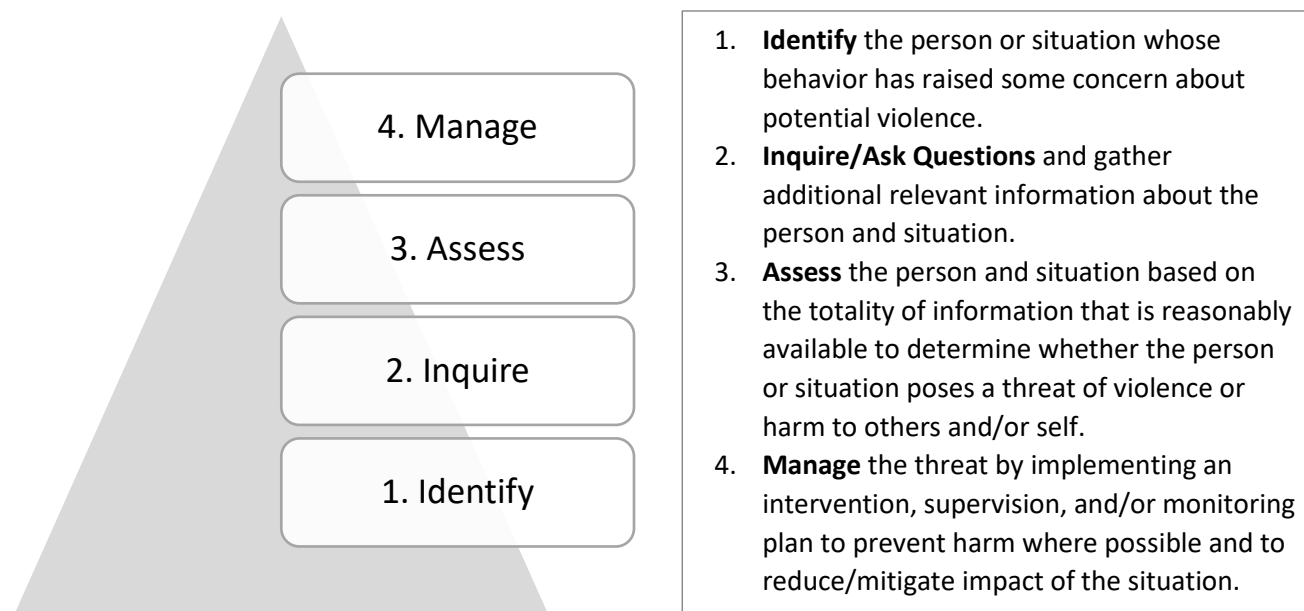 4. Manage
3. Assess
2. Inquire
1. Identify
1. Identify the person or situation whose
behavior has raised some concern about
potential violence.
2. Inquire/Ask Questions and gather
additional relevant information about the
person and situation.
3. Assess the person and situation based on
the totality of information that is reasonably
available to determine whether the person
or situation poses a threat of violence or
harm to others and/or self.
4. Manage the threat by implementing an
intervention, supervision, and/or monitoring
plan to prevent harm where possible and to
reduce/mitigate impact of the situation.